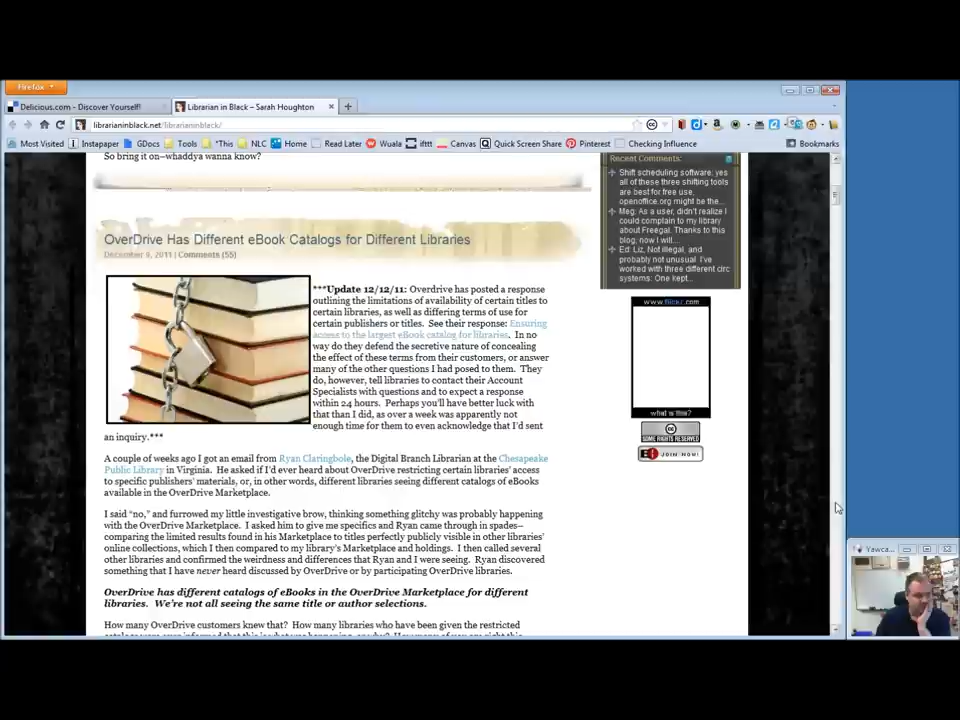 Firefox
Delicious.com - Discover Yourself!
Librarian in Black – Sarah Houghton
librarianinblack.net/librarianinblack/
Most Visited Instapaper GDocs Tools *This NLC Home Read Later Wuala ifttt Canvas Quick Screen Share Pinterest Checking Influence Bookmarks
So bring it on–whaddya wanna know?
OverDrive Has Different eBook Catalogs for Different Libraries
December 9, 2011 | Comments (55)
***Update 12/12/11: Overdrive has posted a response
outlining the limitations of availability of certain titles to
certain libraries, as well as differing terms of use for
certain publishers or titles. See their response: Ensuring
access to the largest eBook catalog for libraries. In no
way do they defend the secretive nature of concealing
the effect of these terms from their customers, or answer
many of the other questions I had posed to them. They
do, however, tell libraries to contact their Account
Specialists with questions and to expect a response
within 24 hours. Perhaps you'll have better luck with
that than I did, as over a week was apparently not
enough time for them to even acknowledge that I'd sent
an inquiry.***
A couple of weeks ago I got an email from Ryan Claringbole, the Digital Branch Librarian at the Chesapeake
Public Library in Virginia. He asked if I'd ever heard about OverDrive restricting certain libraries' access
to specific publishers' materials, or, in other words, different libraries seeing different catalogs of eBooks
available in the OverDrive Marketplace.
I said “no,” and furrowed my little investigative brow, thinking something glitchy was probably happening
with the OverDrive Marketplace. I asked him to give me specifics and Ryan came through in spades–
comparing the limited results found in his Marketplace to titles perfectly publicly visible in other libraries'
online collections, which I then compared to my library's Marketplace and holdings. I then called several
other libraries and confirmed the weirdness and differences that Ryan and I were seeing. Ryan discovered
something that I have never heard discussed by OverDrive or by participating OverDrive libraries.
OverDrive has different catalogs of eBooks in the OverDrive Marketplace for different
libraries. We're not all seeing the same title or author selections.
How many OverDrive customers knew that? How many libraries who have been given the restricted
Recent Comments:
Shift scheduling software: yes
all of these three shifting tools
are best for free use,
openoffice.org might be the...
Meg: As a user, didn't realize I
could complain to my library
about Freegal. Thanks to this
blog, now I will...
Ed: Liz, Not illegal, and
probably not unusual. I've
worked with three different circ
systems: One kept...
www.flickr.com
what is this?
SOME RIGHTS RESERVED
JOIN NOW!
Yawca...